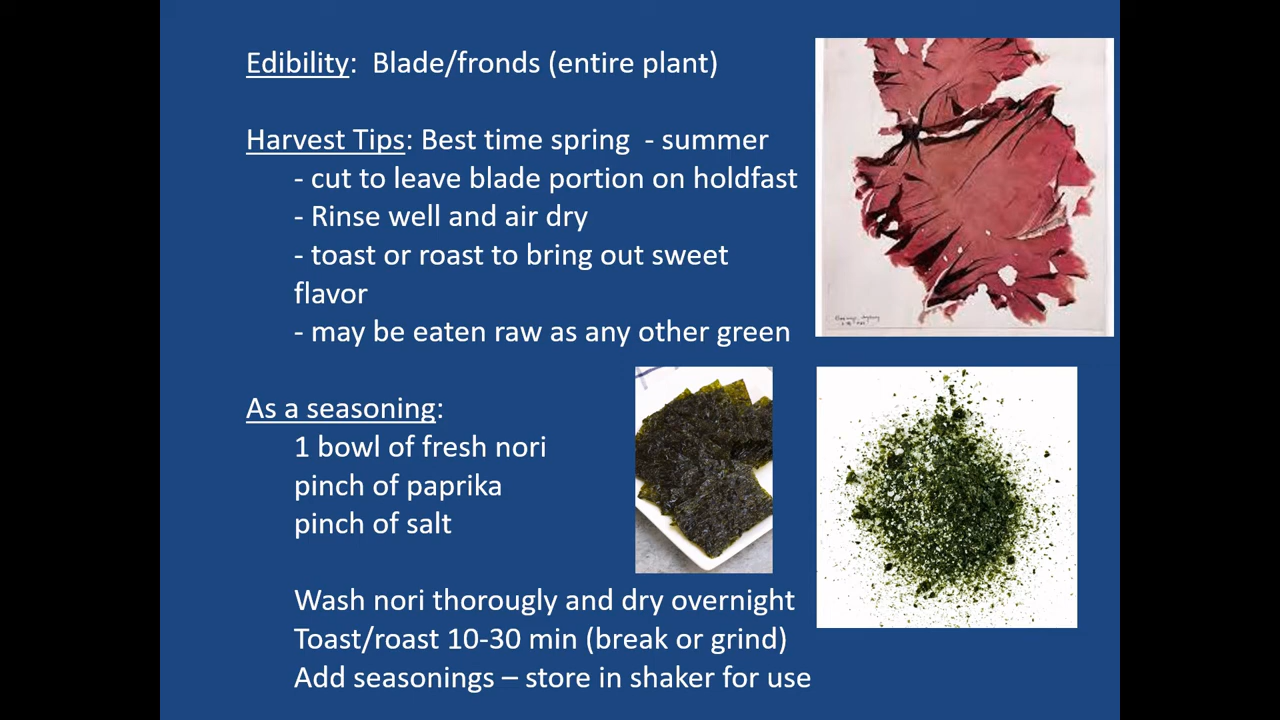 Edibility:  Blade/fronds (entire plant)
Harvest Tips: Best time spring  - summer
- cut to leave blade portion on holdfast
- Rinse well and air dry
- toast or roast to bring out sweet
flavor
- may be eaten raw as any other green
As a seasoning:
1 bowl of fresh nori
pinch of paprika
pinch of salt
Wash nori thorougly and dry overnight
Toast/roast 10-30 min (break or grind)
Add seasonings – store in shaker for use